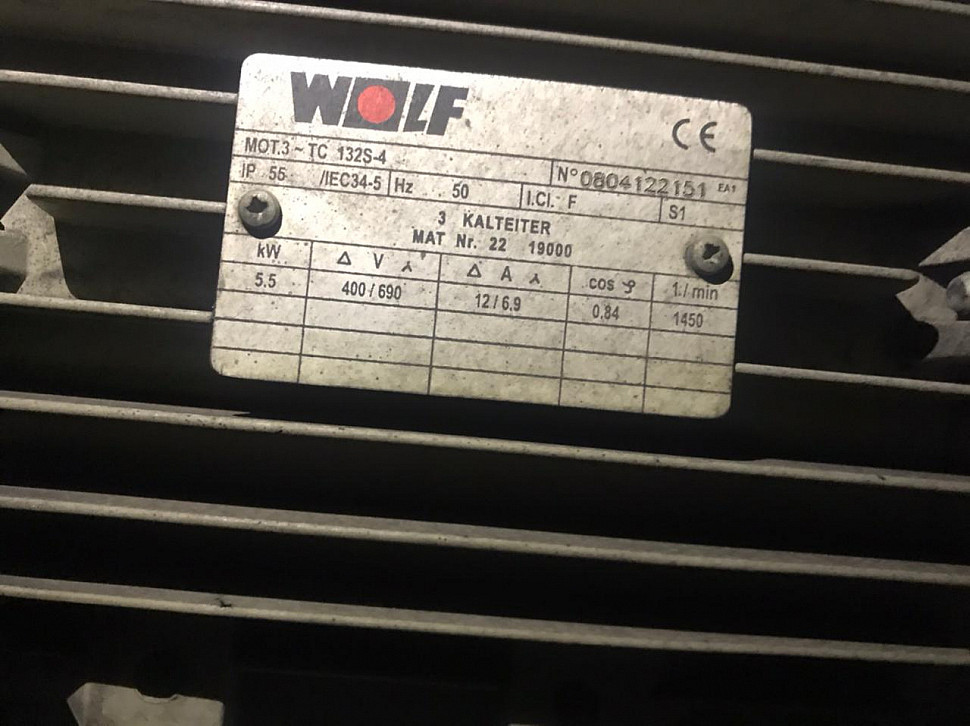 WOLF
CE
MOT.3~ TC 132S-4
N° 0804122151 EA1
IP 55 /IEC34-5 Hz 50 I.Cl. F S1
3 KALTEITER
MAT Nr. 22 19000
kW Δ V ⅄ Δ A ⅄ cos φ 1./ min
5.5 400 / 690 12 / 6.9 0,84 1450